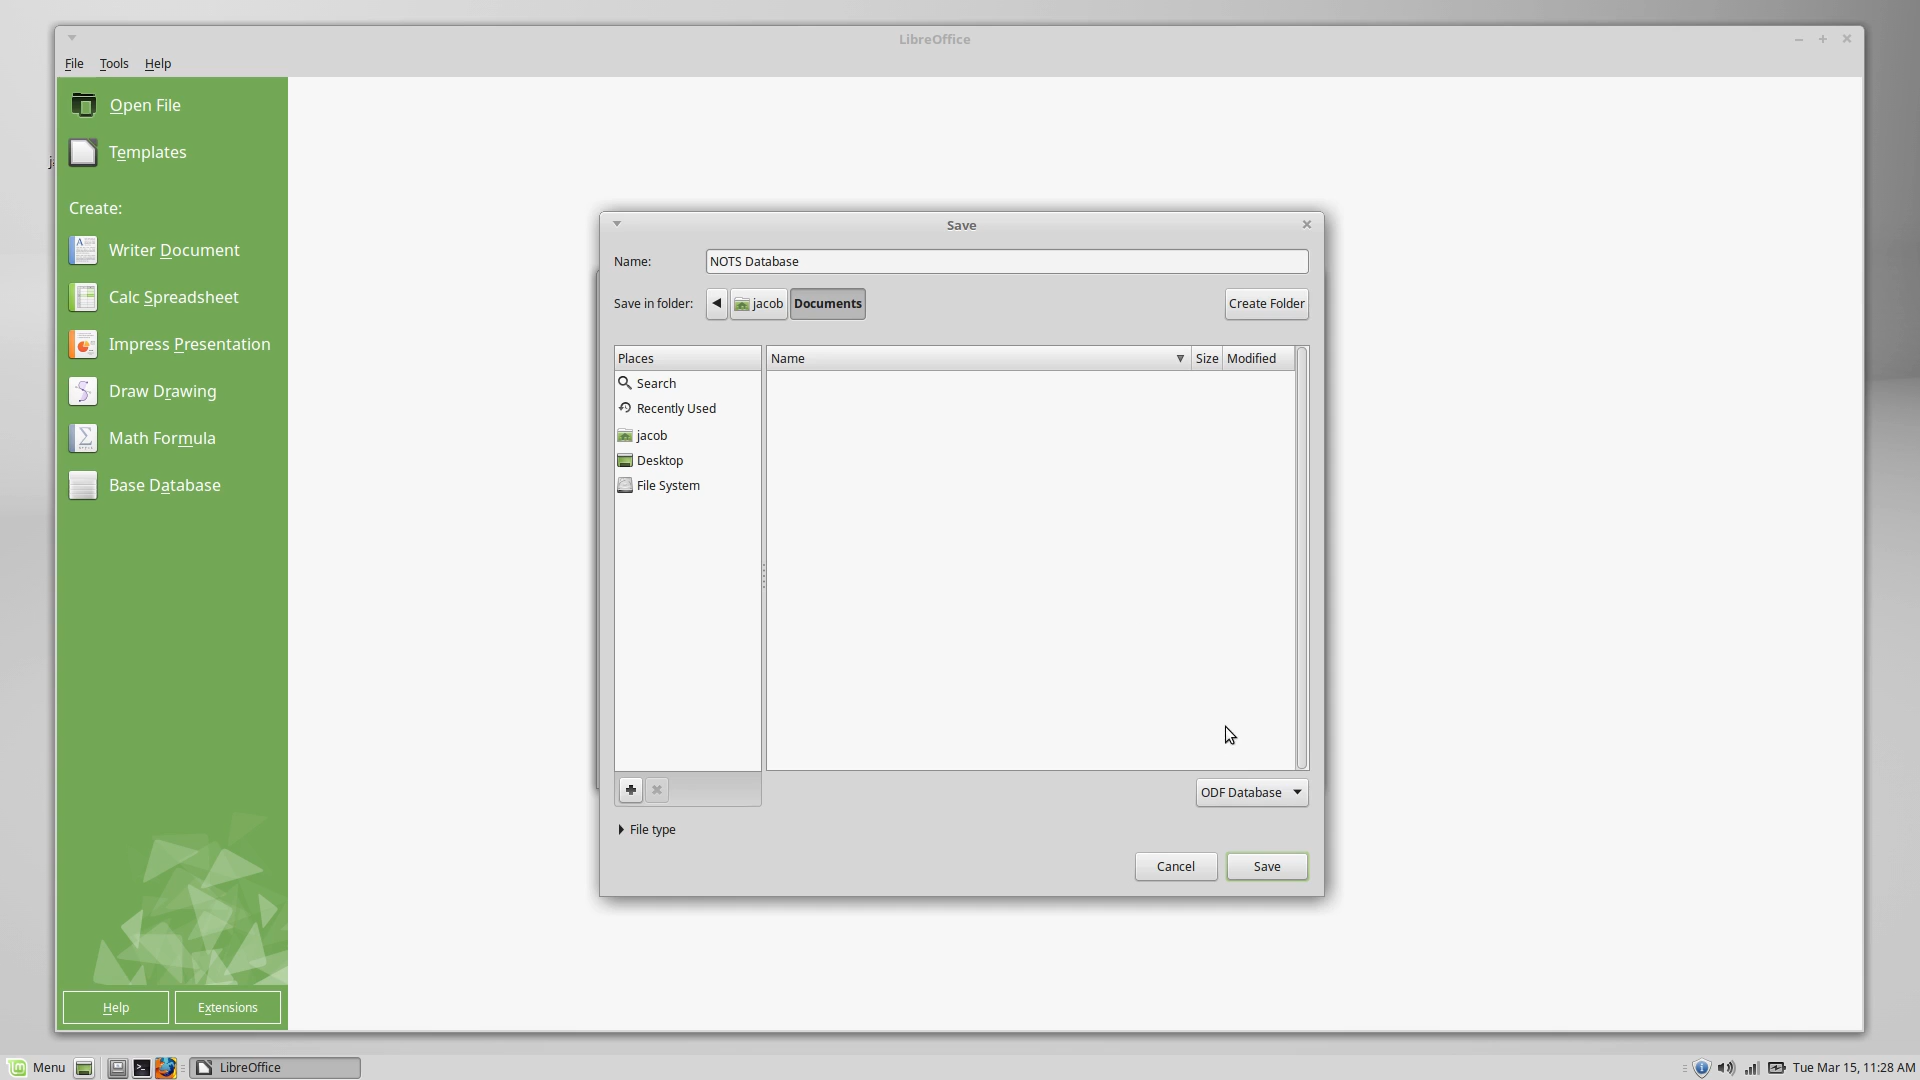 LibreOffice
File Tools Help
Open File
Templates
Create:
Writer Document
Calc Spreadsheet
Impress Presentation
Draw Drawing
Math Formula
Base Database
Help
Extensions
Save
Name:
NOTS Database
Save in folder:
jacob
Documents
Create Folder
Places
Search
Recently Used
jacob
Desktop
File System
Name
Size
Modified
ODF Database
File type
Cancel
Save
Menu
LibreOffice
Tue Mar 15, 11:28 AM